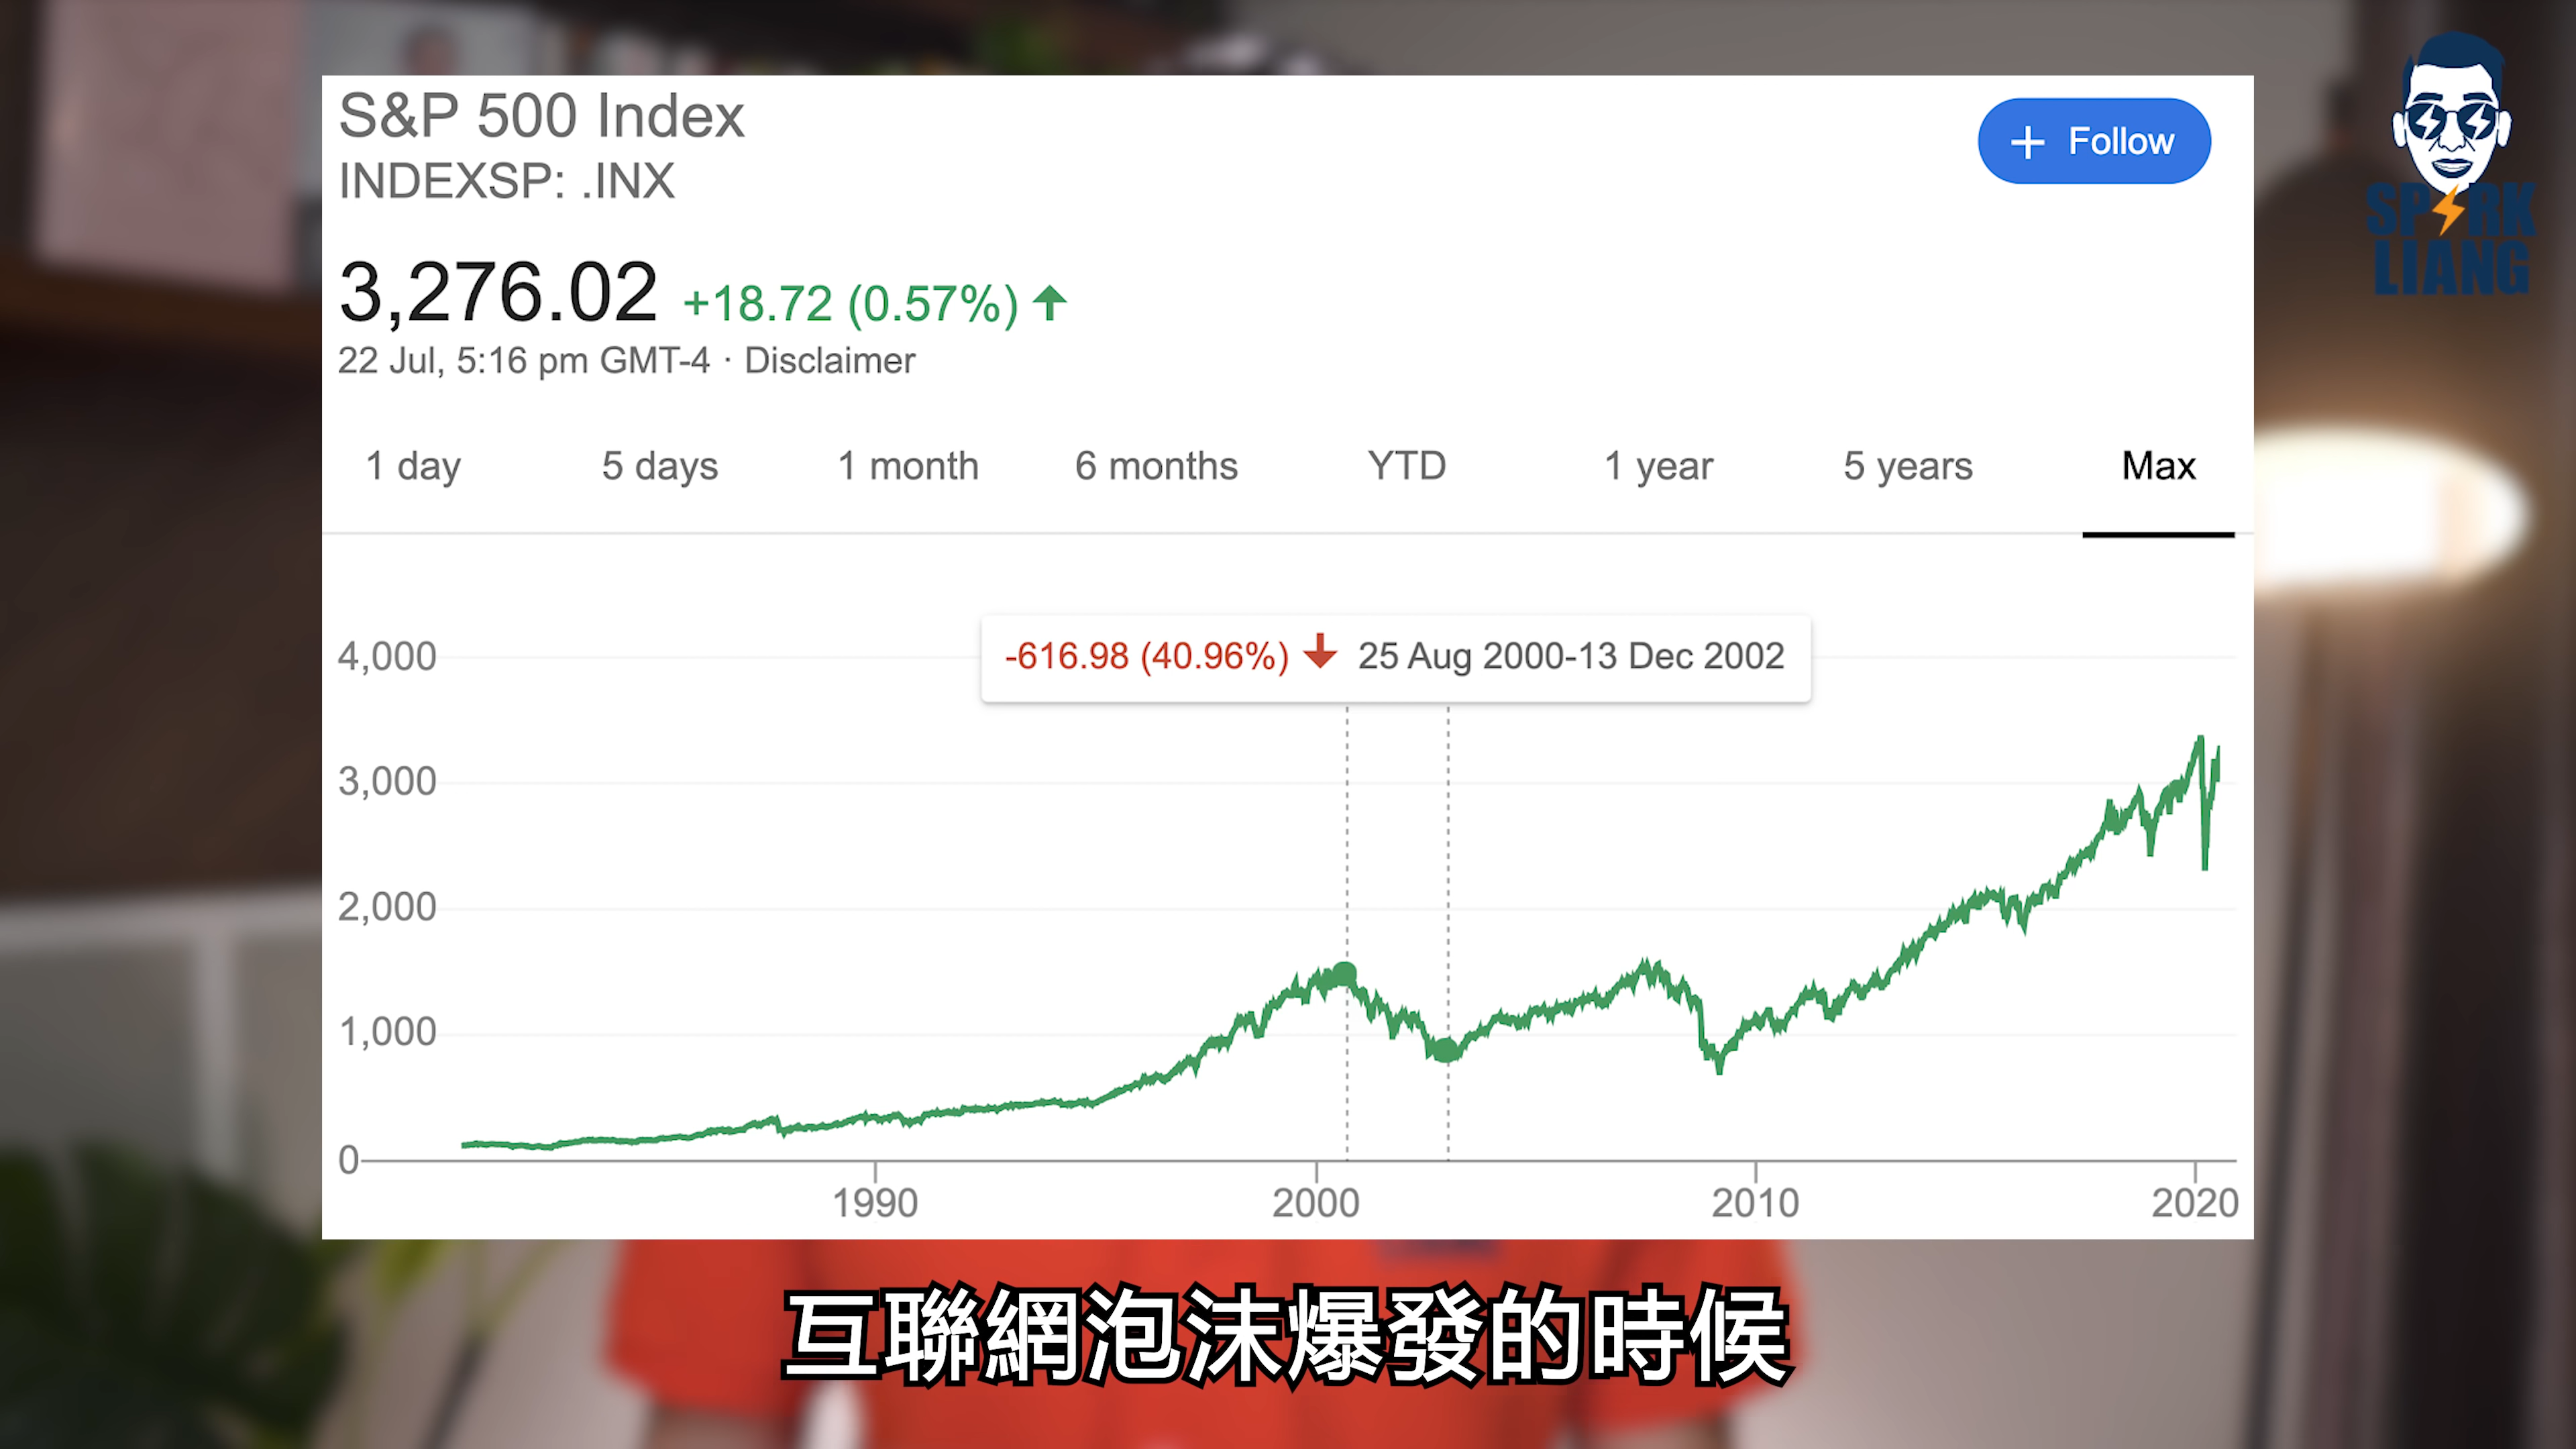 S&P 500 Index
INDEXSP: .INX
+ Follow
3,276.02 +18.72 (0.57%)
22 Jul, 5:16 pm GMT-4 · Disclaimer
1 day 5 days 1 month 6 months YTD 1 year 5 years Max
-616.98 (40.96%) 25 Aug 2000-13 Dec 2002
4,000
3,000
2,000
1,000
0
1990 2000 2010 2020
SPARK
LIANG
互聯網泡沫爆發的時候